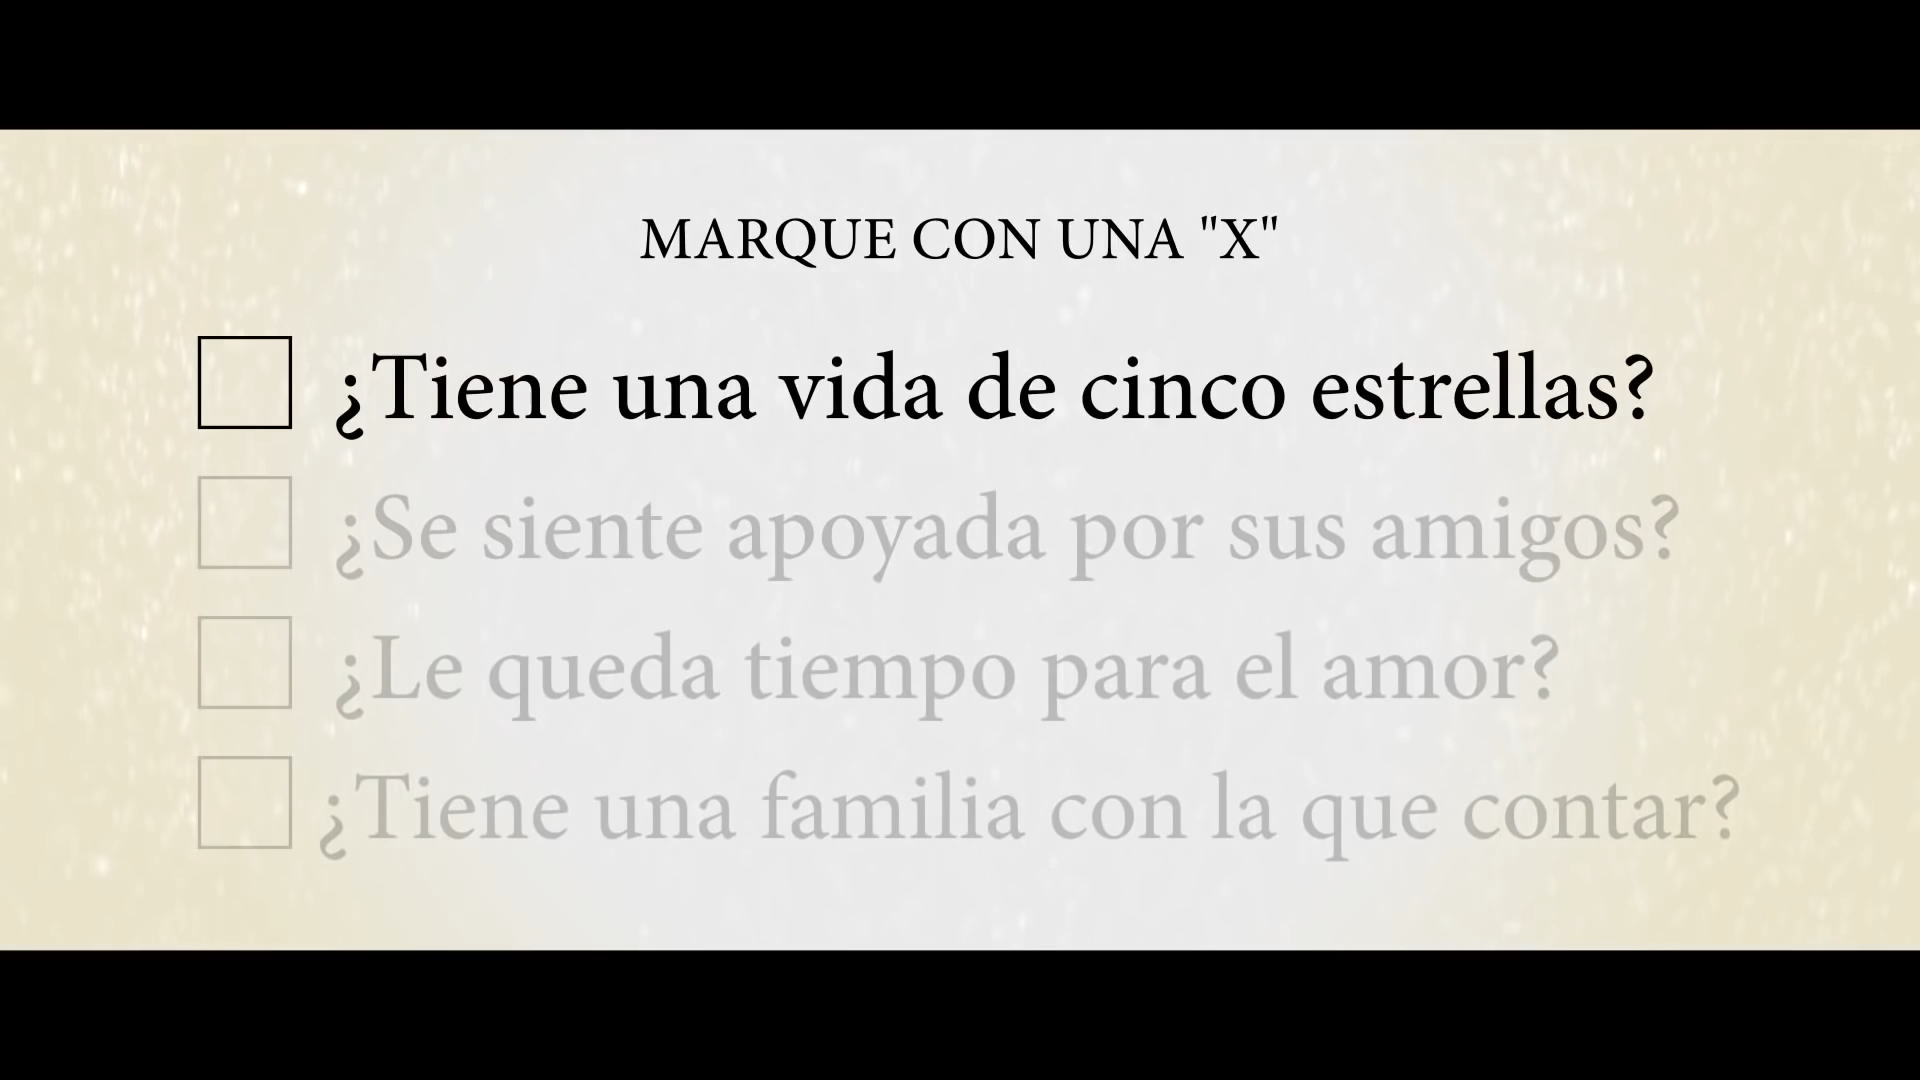 MARQUE CON UNA "X"
¿Tiene una vida de cinco estrellas?
¿Se siente apoyada por sus amigos?
¿Le queda tiempo para el amor?
¿Tiene una familia con la que contar?